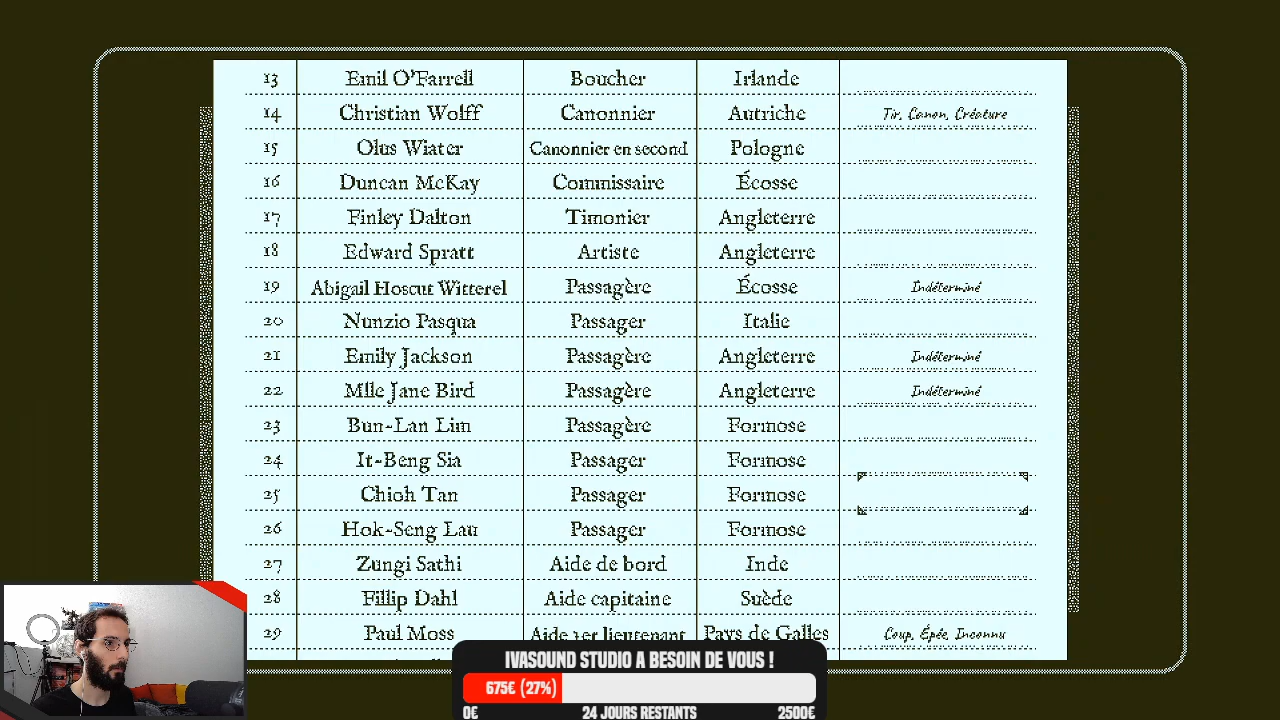 13 Emil O'Farrell Boucher Irlande
14 Christian Wolff Canonnier Autriche Tir, Canon, Créature
15 Olus Wiater Canonnier en second Pologne
16 Duncan McKay Commissaire Écosse
17 Finley Dalton Timonier Angleterre
18 Edward Spratt Artiste Angleterre
19 Abigail Hoscut Witterel Passagère Écosse Indéterminé
20 Nunzio Pasqua Passager Italie
21 Emily Jackson Passagère Angleterre Indéterminé
22 Mlle Jane Bird Passagère Angleterre Indéterminé
23 Bun-Lan Lim Passagère Formose
24 It-Beng Sia Passager Formose
25 Chioh Tan Passager Formose
26 Hok-Seng Lau Passager Formose
27 Zungi Sathi Aide de bord Inde
28 Fillip Dahl Aide capitaine Suède
29 Paul Moss Aide 1er lieutenant Pays de Galles Coup, Épée, Inconnu
IVASOUND STUDIO A BESOIN DE VOUS !
675€ (27%)
0€ 24 JOURS RESTANTS 2500€